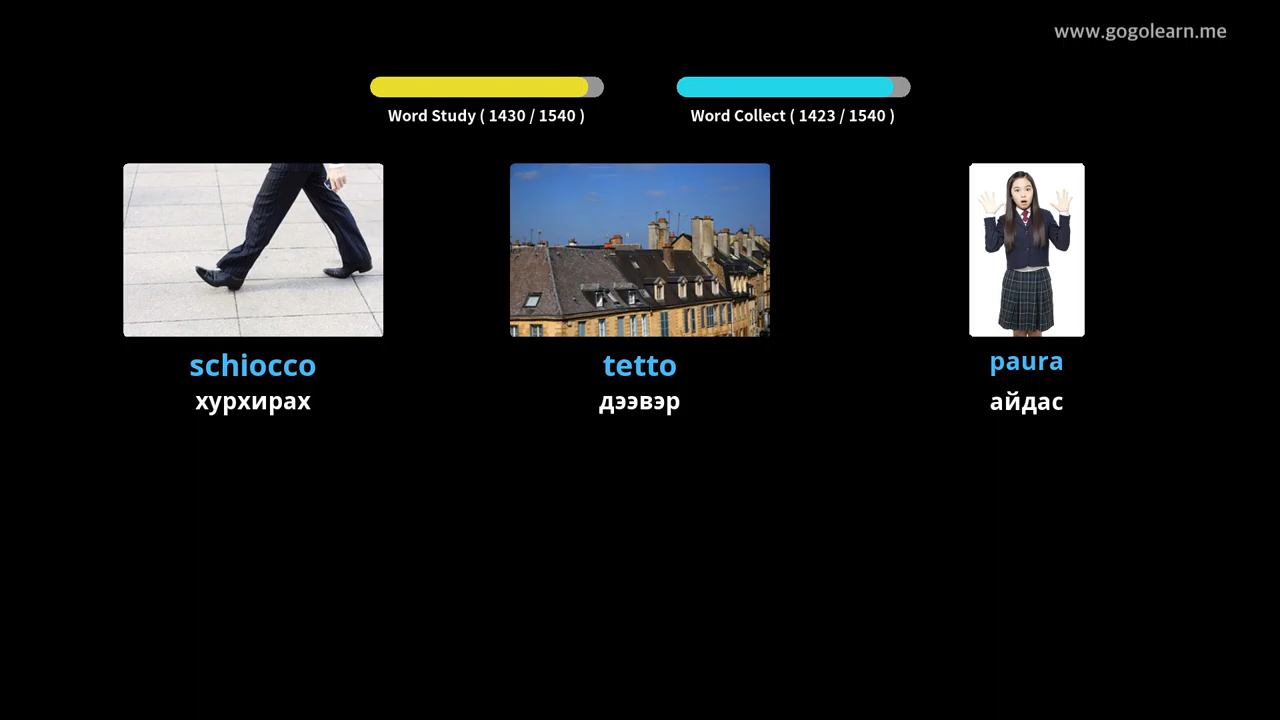 www.gogolearn.me
Word Study ( 1430 / 1540 )
Word Collect ( 1423 / 1540 )
schiocco
хурхирах
tetto
дээвэр
paura
айдас